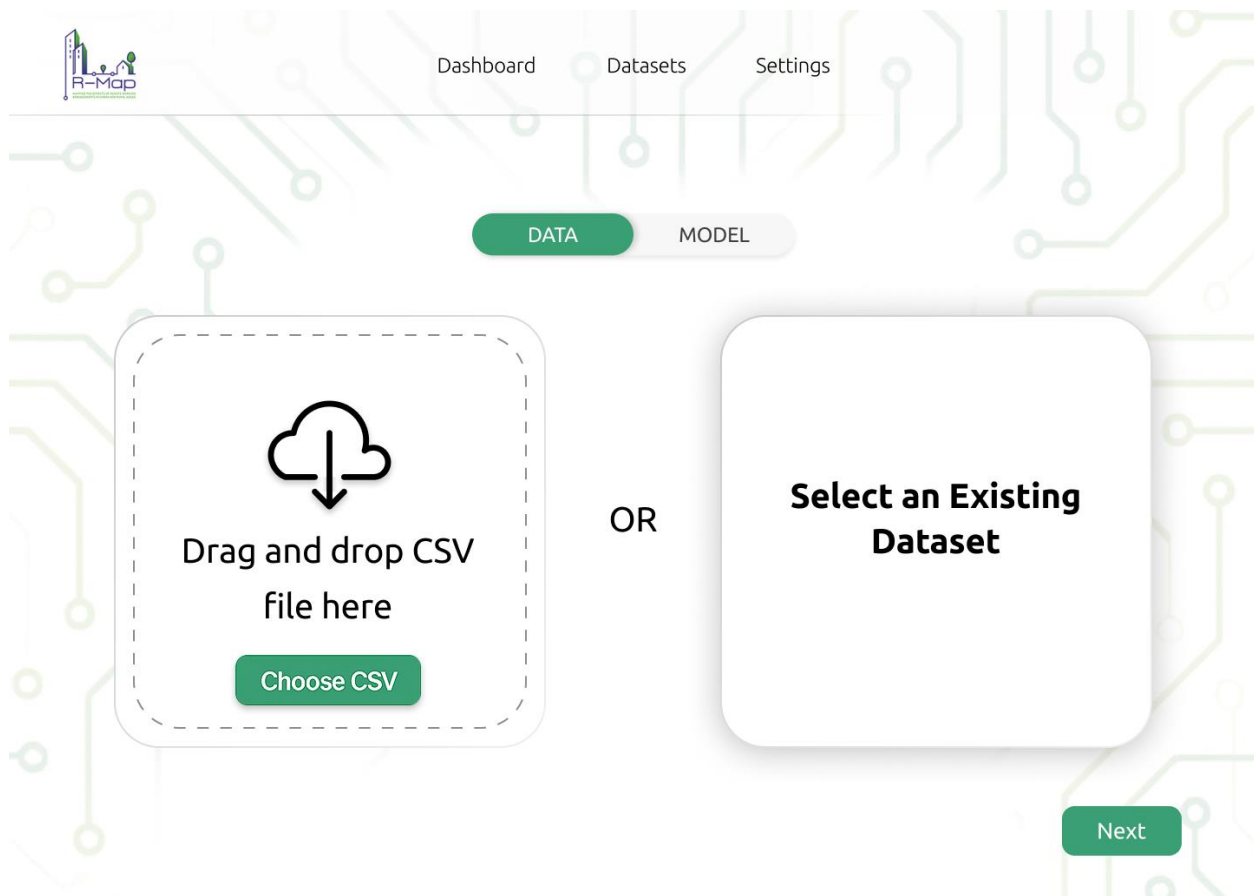 R-Map
Dashboard
Datasets
Settings
DATA
MODEL
Drag and drop CSV
file here
Choose CSV
OR
Select an Existing
Dataset
Next